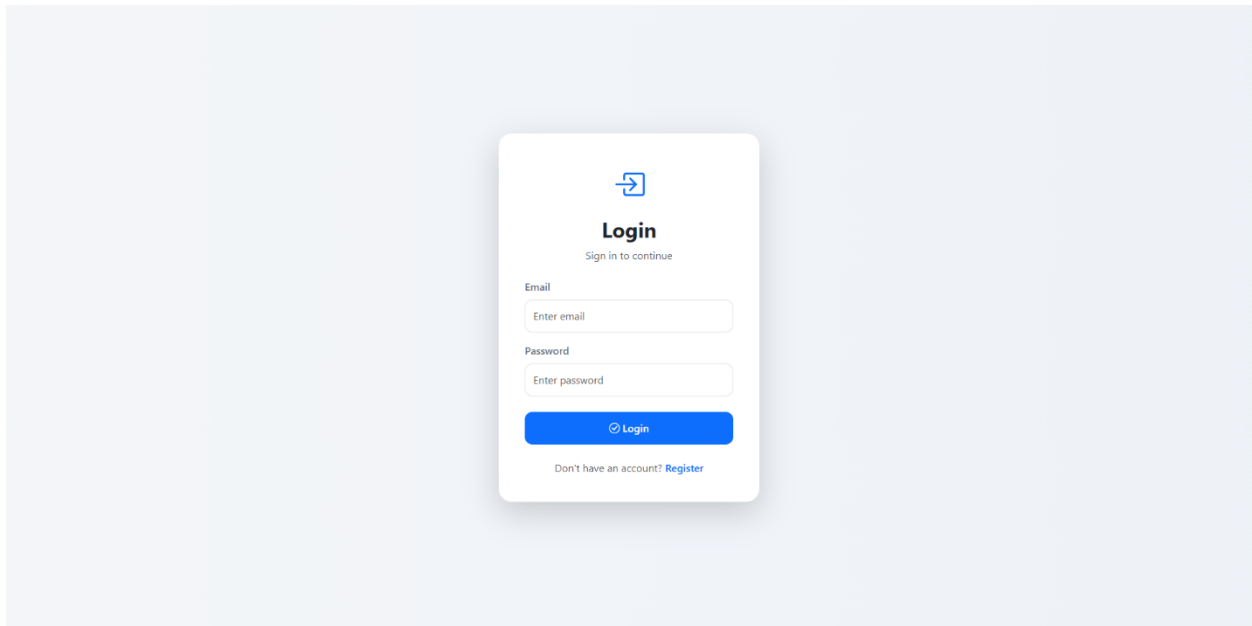 Login
Sign in to continue
Email
Enter email
Password
Enter password
Login
Don't have an account? Register